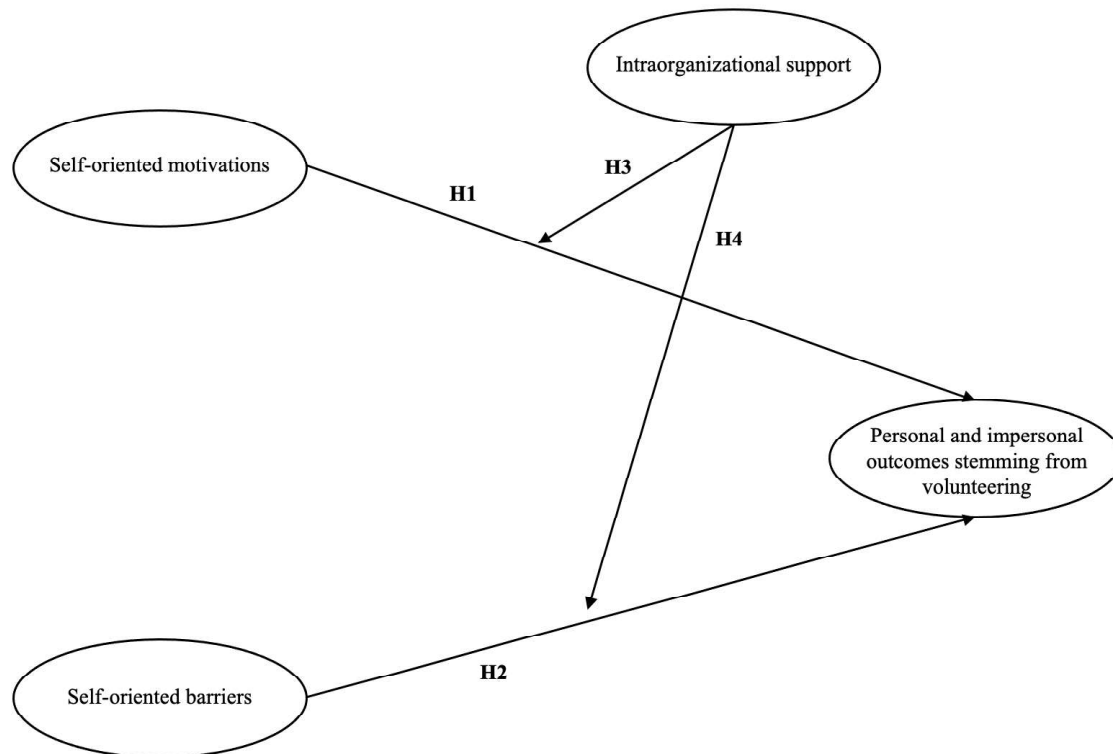 Intraorganizational support
Self-oriented motivations
H3
H1
H4
Personal and impersonal
outcomes stemming from
volunteering
H2
Self-oriented barriers